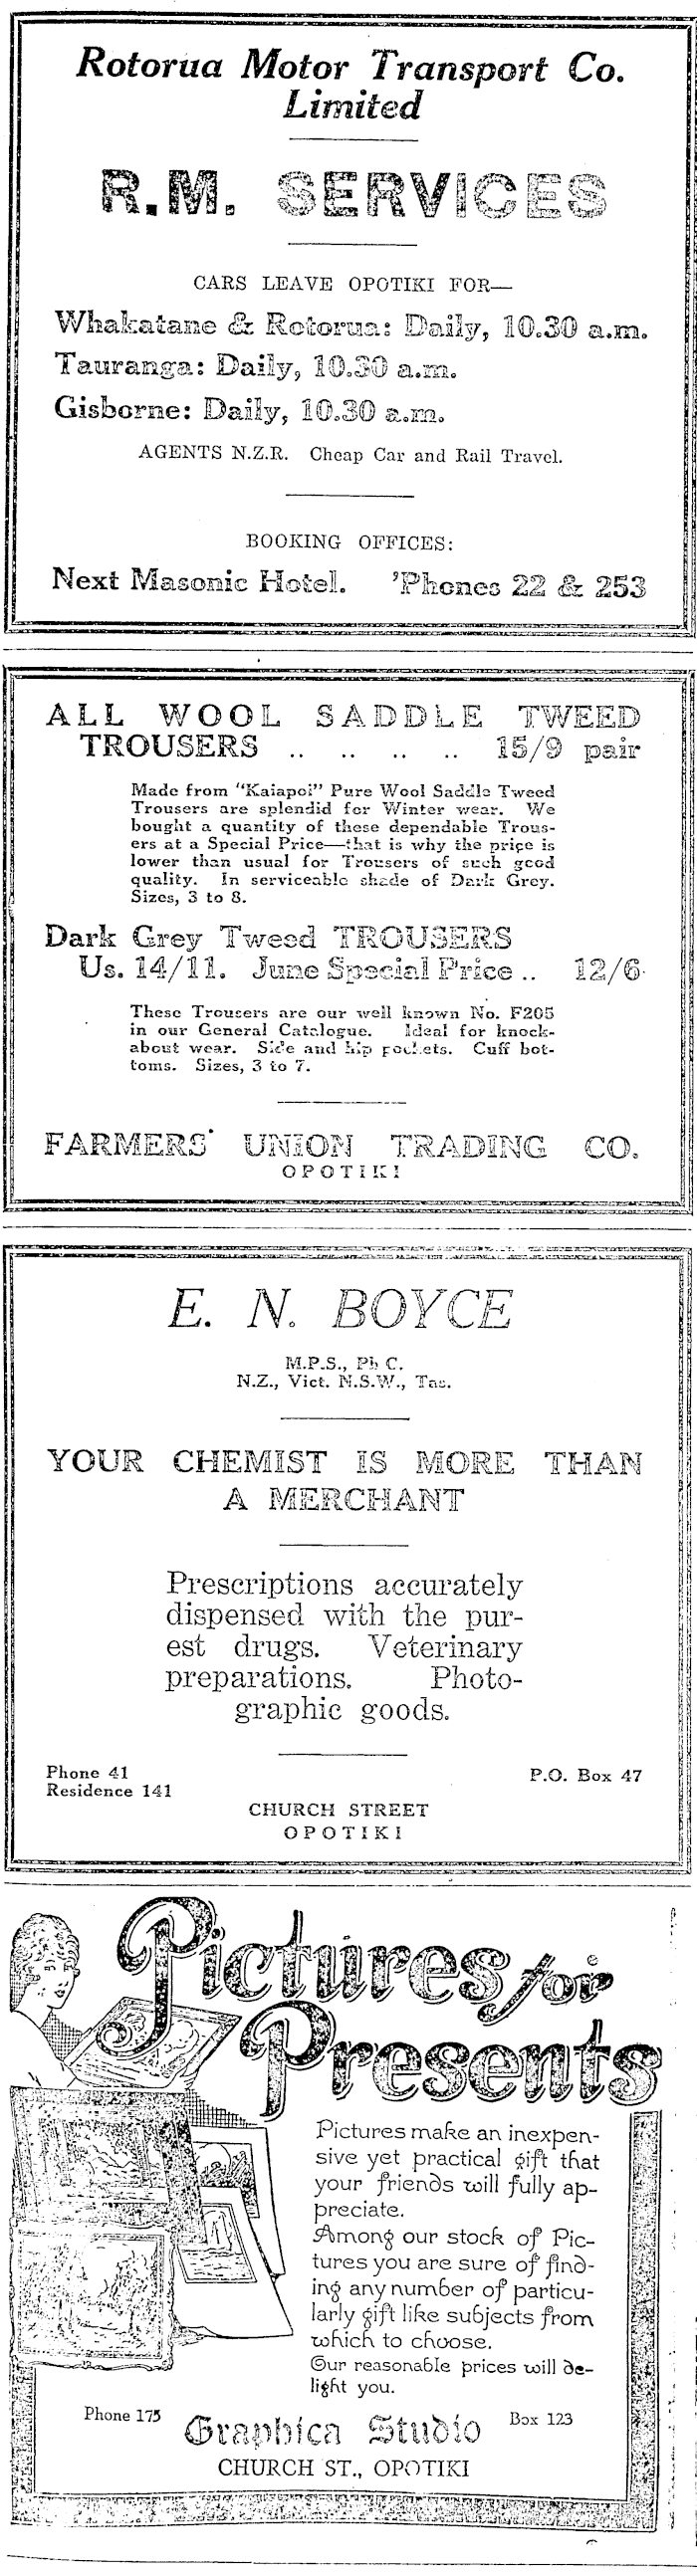 Rotorua Motor Transport Co.
Limited
R.M. SERVICES
CARS LEAVE OPOTIKI FOR—
Whakatane & Rotorua: Daily, 10.30 a.m.
Tauranga: Daily, 10.30 a.m.
Gisborne: Daily, 10.30 a.m.
AGENTS N.Z.R. Cheap Car and Rail Travel.
BOOKING OFFICES:
Next Masonic Hotel. 'Phones 22 & 253
ALL WOOL SADDLE TWEED
TROUSERS .. .. .. .. 15/9 pair
Made from "Kaiapoi" Pure Wool Saddle Tweed
Trousers are splendid for Winter wear. We
bought a quantity of these dependable Trous-
ers at a Special Price—that is why the price is
lower than usual for Trousers of such good
quality. In serviceable shade of Dark Grey.
Sizes, 3 to 8.
Dark Grey Tweed TROUSERS
Us. 14/11. June Special Price .. 12/6
These Trousers are our well known No. F205
in our General Catalogue. Ideal for knock-
about wear. Side and hip pockets. Cuff bot-
toms. Sizes, 3 to 7.
FARMERS' UNION TRADING CO.
OPOTIKI
E. N. BOYCE
M.P.S., Ph C.
N.Z., Vict. N.S.W., Tas.
YOUR CHEMIST IS MORE THAN
A MERCHANT
Prescriptions accurately
dispensed with the pur-
est drugs. Veterinary
preparations. Photo-
graphic goods.
Phone 41 P.O. Box 47
Residence 141
CHURCH STREET
OPOTIKI
Pictures for
Presents
Pictures make an inexpen-
sive yet practical gift that
your friends will fully ap-
preciate.
Among our stock of Pic-
tures you are sure of find-
ing any number of particu-
larly gift like subjects from
which to choose.
Our reasonable prices will de-
light you.
Phone 175 Graphica Studio Box 123
CHURCH ST., OPOTIKI